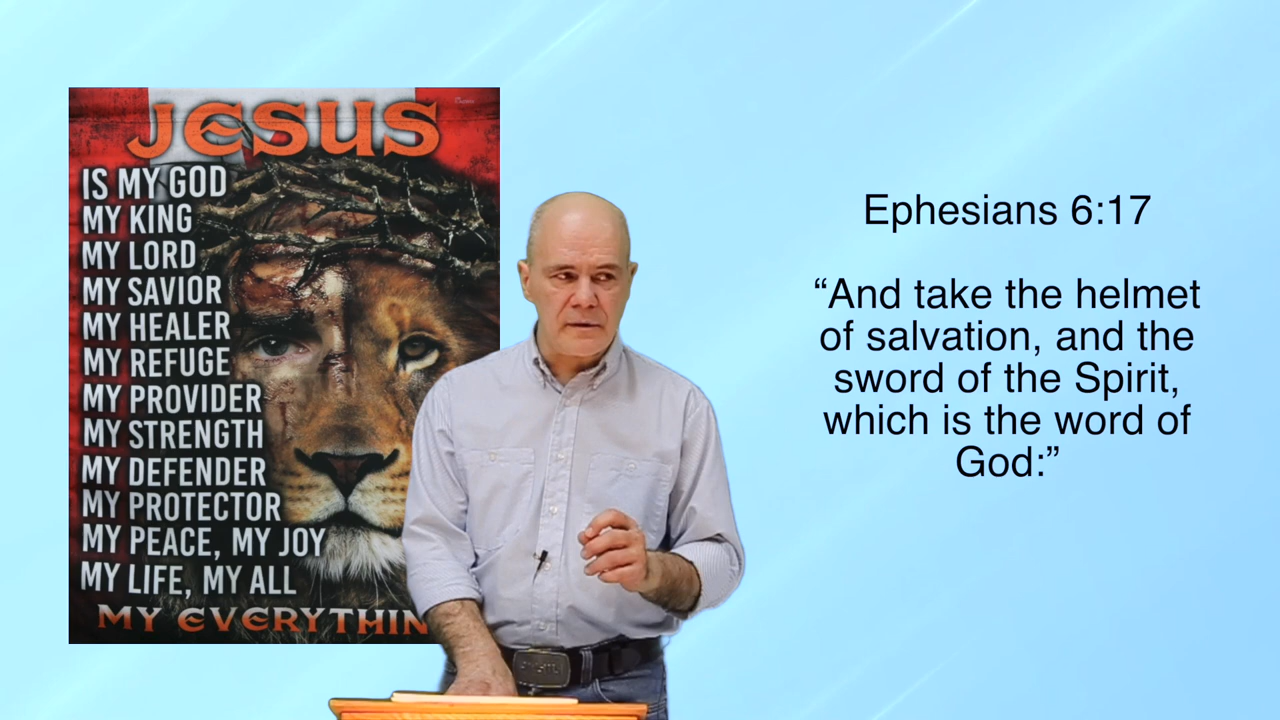 JESUS
IS MY GOD
MY KING
MY LORD
MY SAVIOR
MY HEALER
MY REFUGE
MY PROVIDER
MY STRENGTH
MY DEFENDER
MY PROTECTOR
MY PEACE, MY JOY
MY LIFE, MY ALL
MY EVERYTHIN
Ephesians 6:17
“And take the helmet
of salvation, and the
sword of the Spirit,
which is the word of
God:”